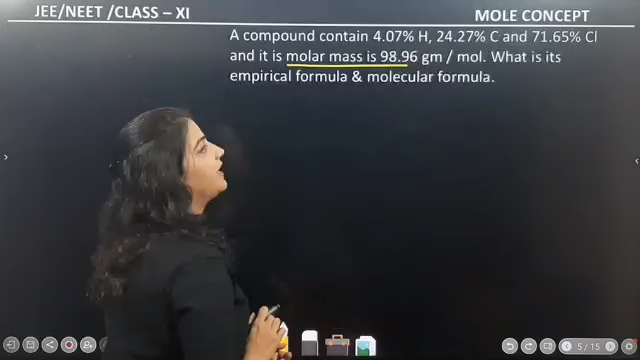 JEE/NEET /CLASS – XI
MOLE CONCEPT
A compound contain 4.07% H, 24.27% C and 71.65% Cl
and it is molar mass is 98.96 gm / mol. What is its
empirical formula & molecular formula.
5/15